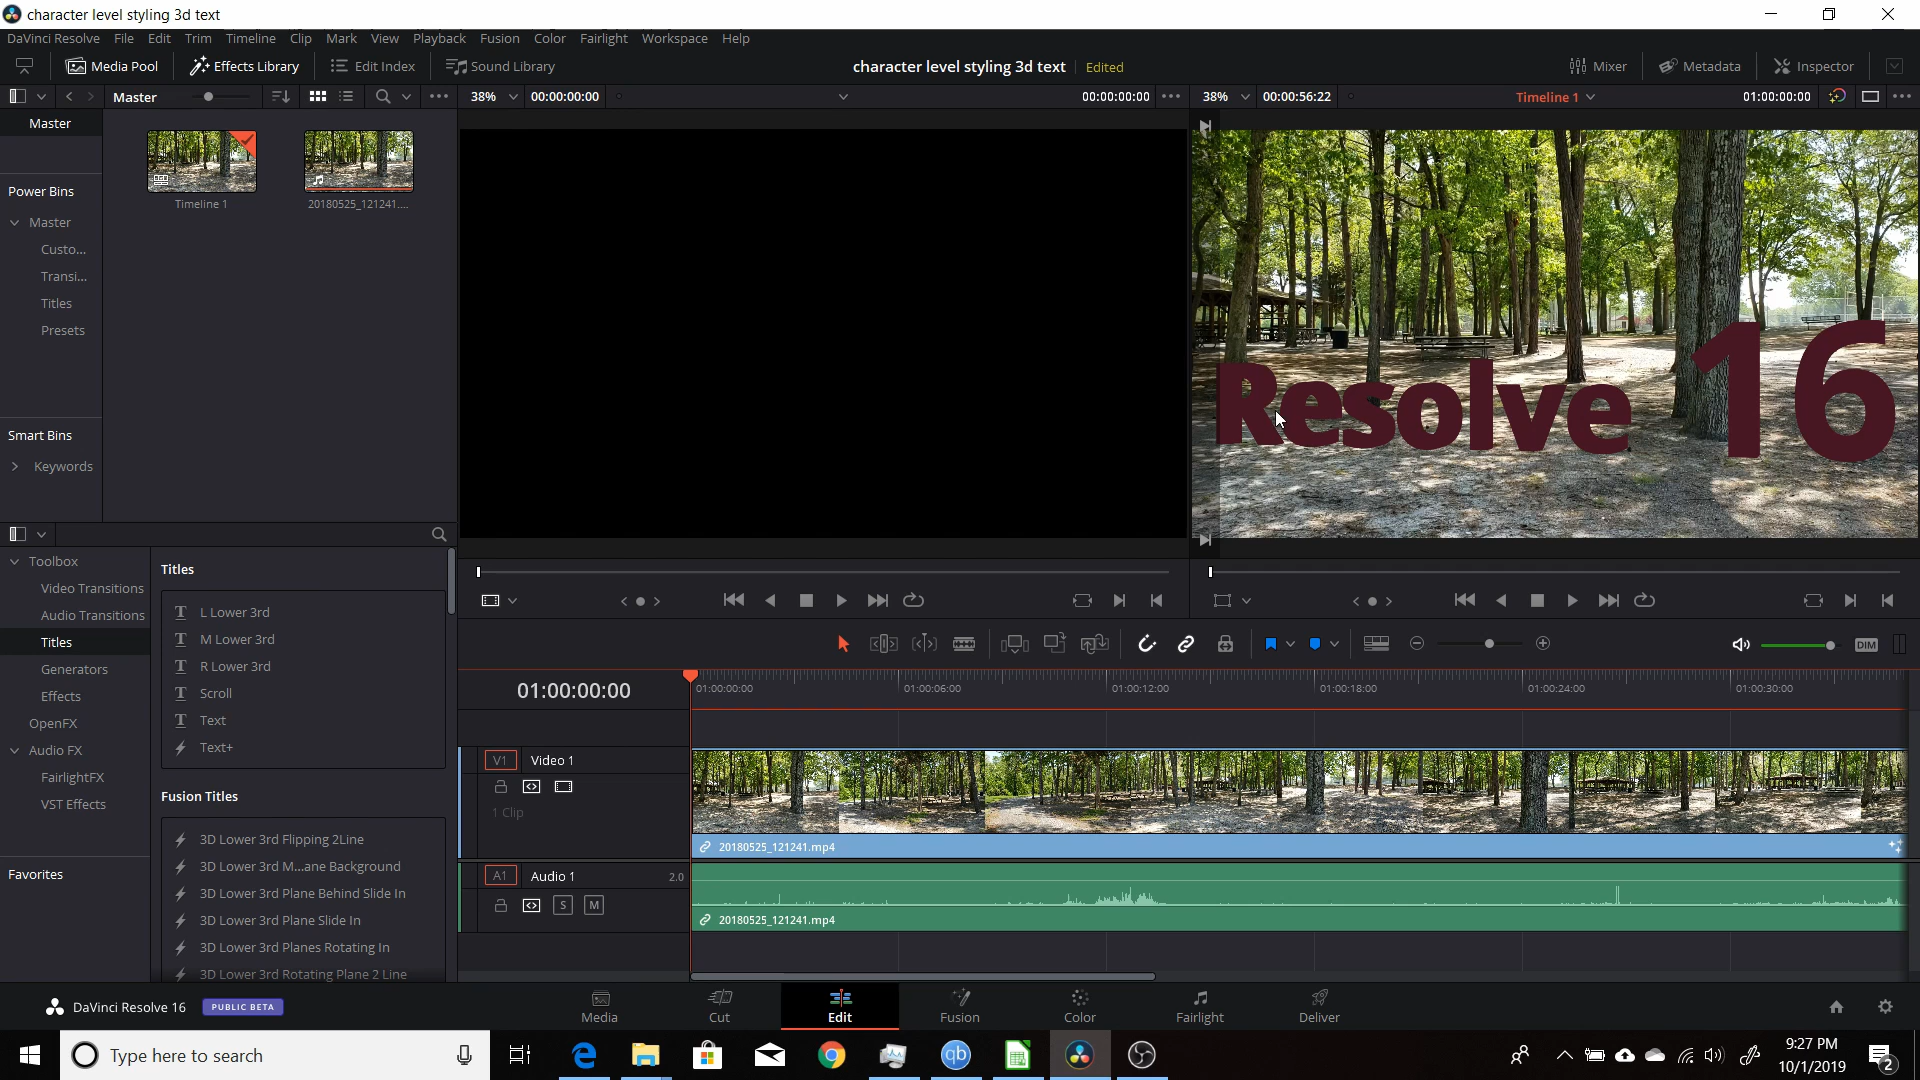 character level styling 3d text
DaVinci Resolve File Edit Trim Timeline Clip Mark View Playback Fusion Color Fairlight Workspace Help
Media Pool Effects Library Edit Index Sound Library character level styling 3d text Edited Mixer Metadata Inspector
Master 38% 00:00:00:00 00:00:00:00 38% 00:00:56:22 Timeline 1 01:00:00:00
Master
Power Bins
Master
Custo...
Transi...
Titles
Presets
Smart Bins
Keywords
Timeline 1 20180525_121241....
Resolve 16
Toolbox
Video Transitions
Audio Transitions
Titles
Generators
Effects
OpenFX
Audio FX
FairlightFX
VST Effects
Favorites
Titles
L Lower 3rd
M Lower 3rd
R Lower 3rd
Scroll
Text
Text+
Fusion Titles
3D Lower 3rd Flipping 2Line
3D Lower 3rd M...ane Background
3D Lower 3rd Plane Behind Slide In
3D Lower 3rd Plane Slide In
3D Lower 3rd Planes Rotating In
3D Lower 3rd Rotating Plane 2 Line
DIM
01:00:00:00 01:00:00:00 01:00:06:00 01:00:12:00 01:00:18:00 01:00:24:00 01:00:30:00
V1 Video 1
1 Clip
20180525_121241.mp4
A1 Audio 1 2.0
S M
20180525_121241.mp4
DaVinci Resolve 16 PUBLIC BETA Media Cut Edit Fusion Color Fairlight Deliver
Type here to search
qb
9:27 PM
10/1/2019
2